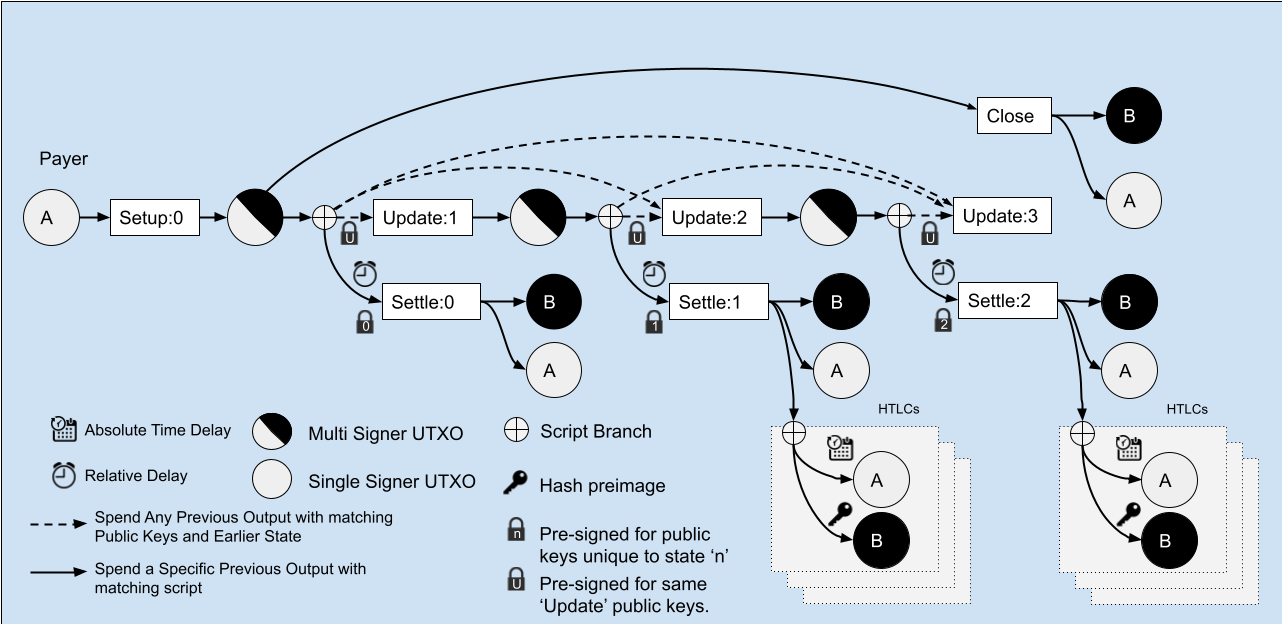 Close
B
Payer
A
Setup:0
Update:1
Update:2
Update:3
A
U
U
U
Settle:0
B
Settle:1
B
Settle:2
B
0
1
2
A
A
A
HTLCs
HTLCs
Absolute Time Delay
Multi Signer UTXO
Script Branch
Relative Delay
Single Signer UTXO
Hash preimage
A
A
Spend Any Previous Output with matching
Public Keys and Earlier State
n
Pre-signed for public
keys unique to state ‘n’
B
B
Spend a Specific Previous Output with
matching script
U
Pre-signed for same
‘Update’ public keys.